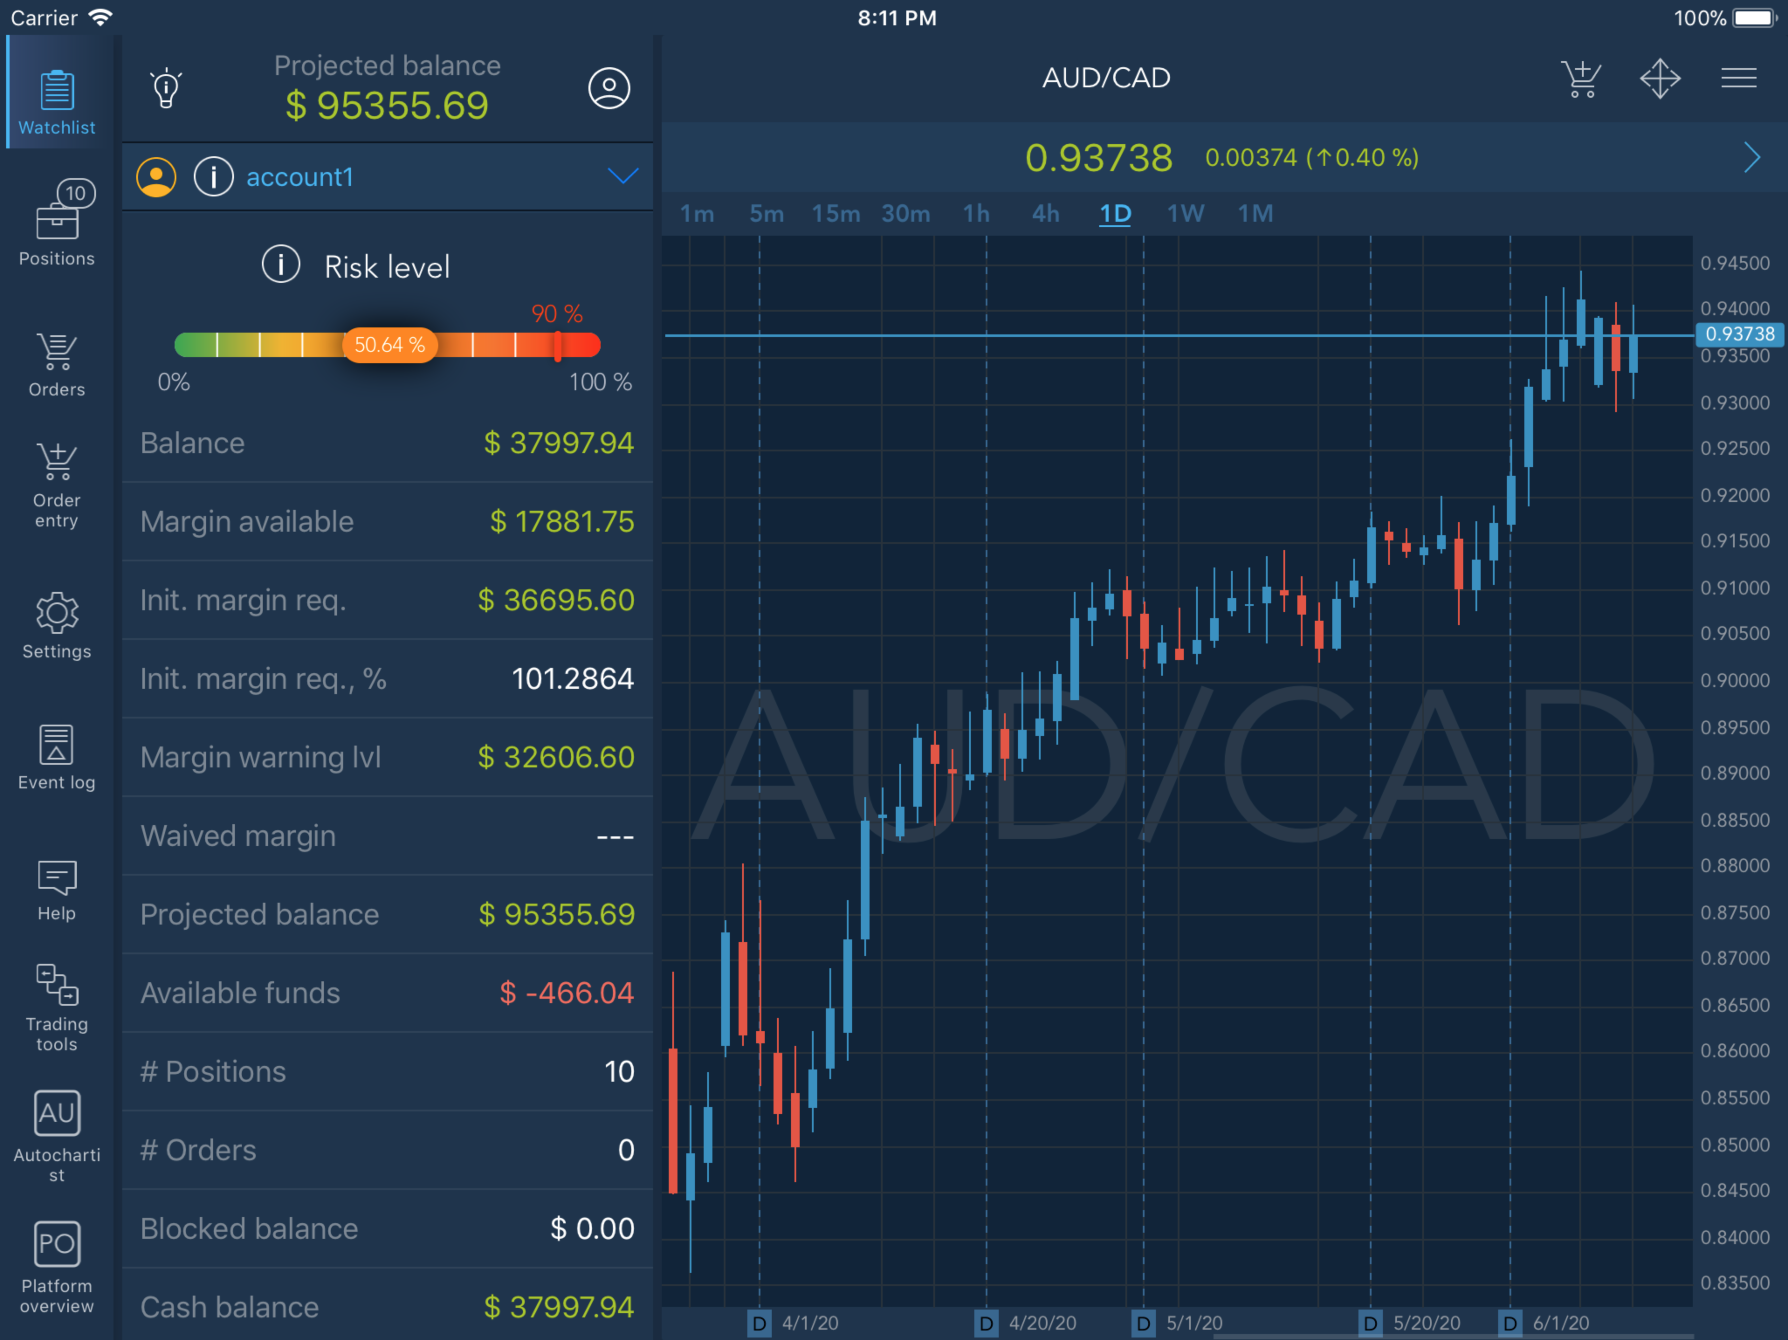 Carrier
8:11 PM
100%
Watchlist
10
Positions
Orders
Order
entry
Settings
Event log
Help
Trading
tools
AU
Autocharti
st
PO
Platform
overview
Projected balance
$ 95355.69
i account1
i Risk level
90 %
50.64 %
0%
100 %
Balance $ 37997.94
Margin available $ 17881.75
Init. margin req. $ 36695.60
Init. margin req., % 101.2864
Margin warning lvl $ 32606.60
Waived margin ---
Projected balance $ 95355.69
Available funds $ -466.04
# Positions 10
# Orders 0
Blocked balance $ 0.00
Cash balance $ 37997.94
AUD/CAD
0.93738 0.00374 (↑0.40 %)
1m 5m 15m 30m 1h 4h 1D 1W 1M
AUD/CAD
0.94500
0.94000
0.93738
0.93500
0.93000
0.92500
0.92000
0.91500
0.91000
0.90500
0.90000
0.89500
0.89000
0.88500
0.88000
0.87500
0.87000
0.86500
0.86000
0.85500
0.85000
0.84500
0.84000
0.83500
D 4/1/20 D 4/20/20 D 5/1/20 D 5/20/20 D 6/1/20